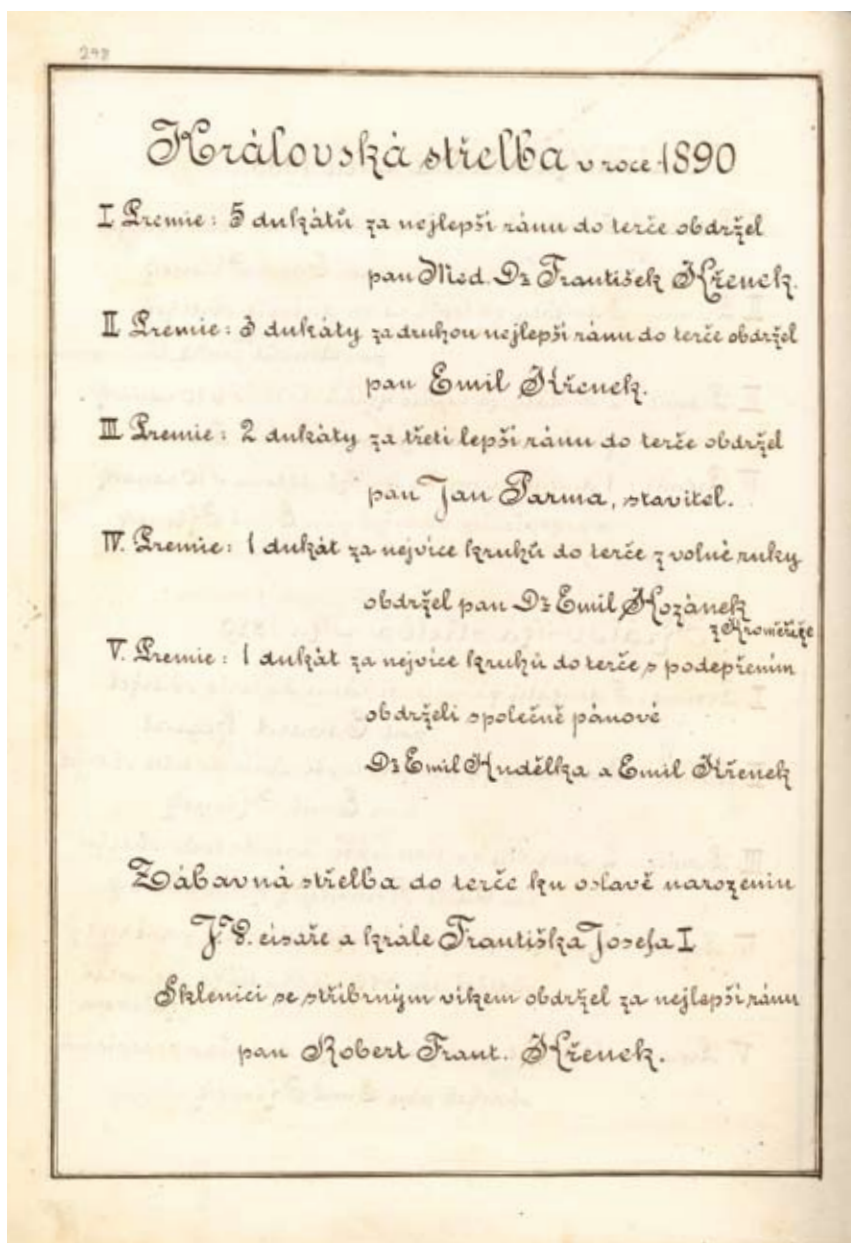 298
Královská střelba v roce 1890
I Premie: 5 dukátů za nejlepší ránu do terče obdržel
pan Med. Dr František Křenek.
II Premie: 3 dukáty za druhou nejlepší ránu do terče obdržel
pan Emil Křenek.
III Premie: 2 dukáty za třetí lepší ránu do terče obdržel
pan Jan Parma, stavitel.
IV. Premie: 1 dukát za nejvíce kruhů do terče z volné ruky
obdržel pan Dr Emil Kozánek
z Kroměříže
V. Premie: 1 dukát za nejvíce kruhů do terče s podepřením
obdrželi společně pánové
Dr Emil Kudělka a Emil Křenek
Zábavná střelba do terče ku oslavě narozenin
J. V. císaře a krále Františka Josefa I
Sklenici se stříbrným víkem obdržel za nejlepší ránu
pan Robert Frant. Křenek.